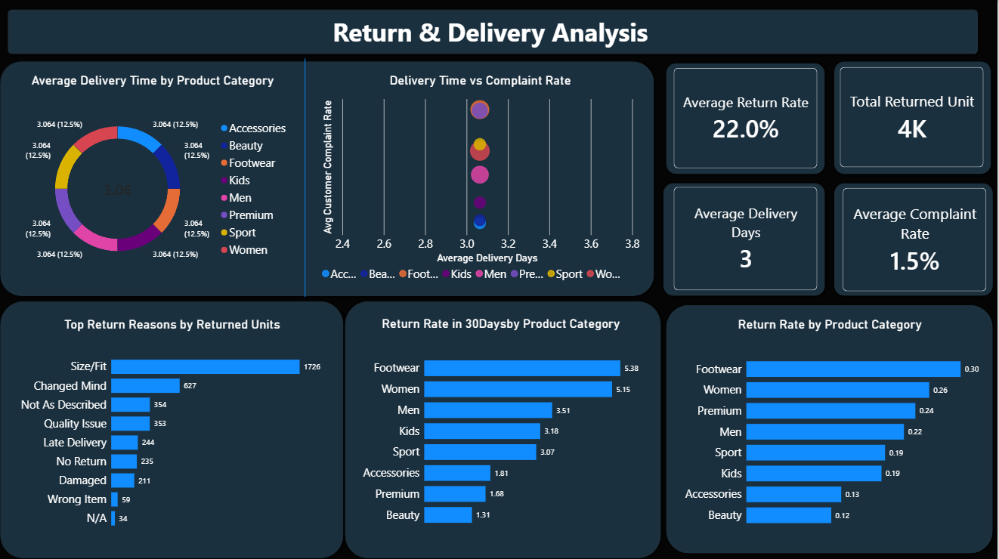 Return & Delivery Analysis
Average Delivery Time by Product Category
3.064 (12.5%)
3.064 (12.5%)
3.064
(12.5%)
3.064
(12.5%)
3.06
3.064
(12.5%)
3.064
(12.5%)
3.064 (12.5%)
3.064 (12.5%)
Accessories
Beauty
Footwear
Kids
Men
Premium
Sport
Women
Delivery Time vs Complaint Rate
Avg Customer Complaint Rate
2.4 2.6 2.8 3.0 3.2 3.4 3.6 3.8
Average Delivery Days
Acc... Bea... Foot... Kids Men Pre... Sport Wo...
Average Return Rate
22.0%
Total Returned Unit
4K
Average Delivery
Days
3
Average Complaint
Rate
1.5%
Top Return Reasons by Returned Units
Size/Fit 1726
Changed Mind 627
Not As Described 354
Quality Issue 353
Late Delivery 244
No Return 235
Damaged 211
Wrong Item 59
N/A 34
Return Rate in 30Daysby Product Category
Footwear 5.38
Women 5.15
Men 3.51
Kids 3.18
Sport 3.07
Accessories 1.81
Premium 1.68
Beauty 1.31
Return Rate by Product Category
Footwear 0.30
Women 0.26
Premium 0.24
Men 0.22
Sport 0.19
Kids 0.19
Accessories 0.13
Beauty 0.12